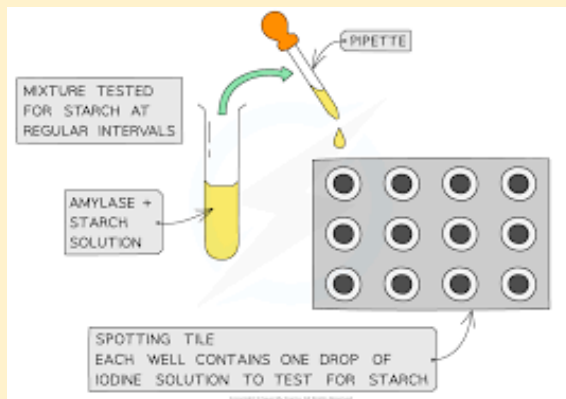 PIPETTE
MIXTURE TESTED
FOR STARCH AT
REGULAR INTERVALS
AMYLASE +
STARCH
SOLUTION
SPOTTING TILE
EACH WELL CONTAINS ONE DROP OF
IODINE SOLUTION TO TEST FOR STARCH